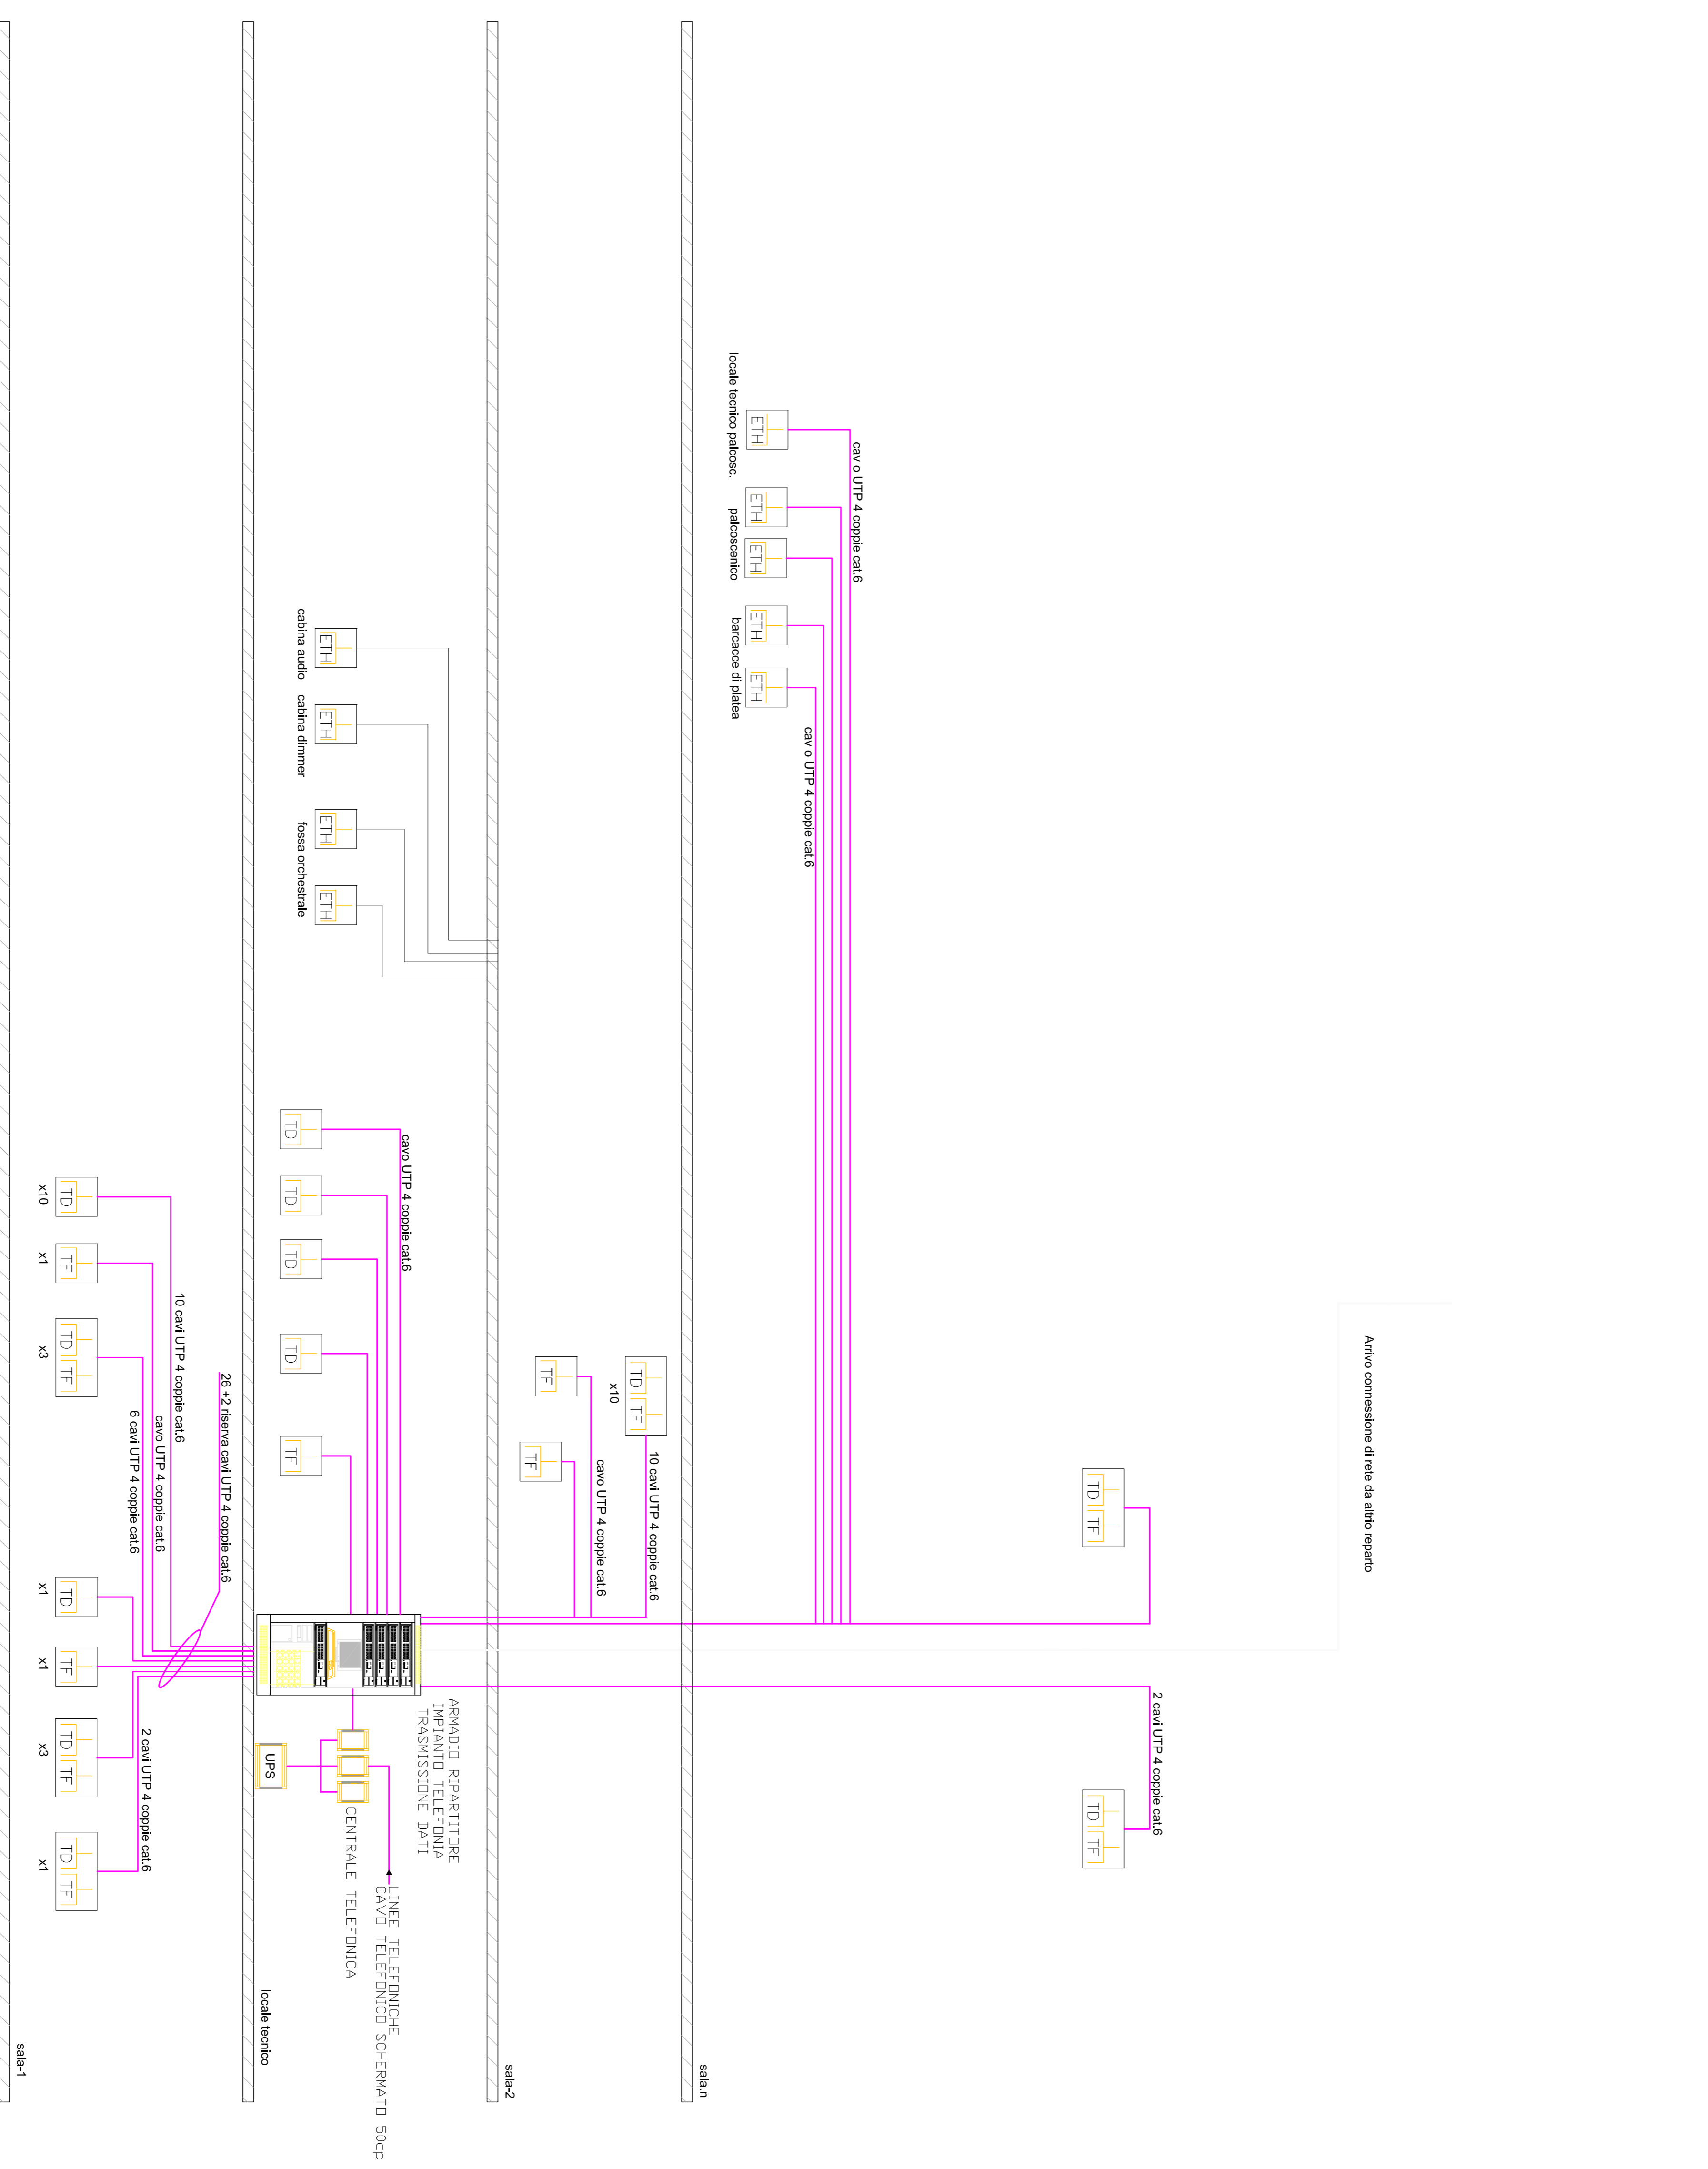 Arrivo connessione di rete da altrio reparto
TD TF
2 cavi UTP 4 coppie cat.6
TD TF
cav o UTP 4 coppie cat.6
cav o UTP 4 coppie cat.6
ETH
ETH
ETH
ETH
ETH
locale tecnico palcosc.
palcoscenico
barcacce di platea
sala.n
TD TF
x10
10 cavi UTP 4 coppie cat.6
TF
cavo UTP 4 coppie cat.6
TF
sala-2
ARMADIO RIPARTITORE
IMPIANTO TELEFONIA
TRASMISSIONE DATI
cavo UTP 4 coppie cat.6
LINEE TELEFONICHE
CAVO TELEFONICO SCHERMATO 50cp
CENTRALE TELEFONICA
ETH
ETH
ETH
ETH
cabina audio
cabina dimmer
fossa orchestrale
TD
TD
TD
TD
TF
UPS
locale tecnico
26 +2 riserva cavi UTP 4 coppie cat.6
10 cavi UTP 4 coppie cat.6
cavo UTP 4 coppie cat.6
6 cavi UTP 4 coppie cat.6
2 cavi UTP 4 coppie cat.6
TD
TF
TD TF
TD
TF
TD TF
TD TF
x10
x1
x3
x1
x1
x3
x1
sala-1